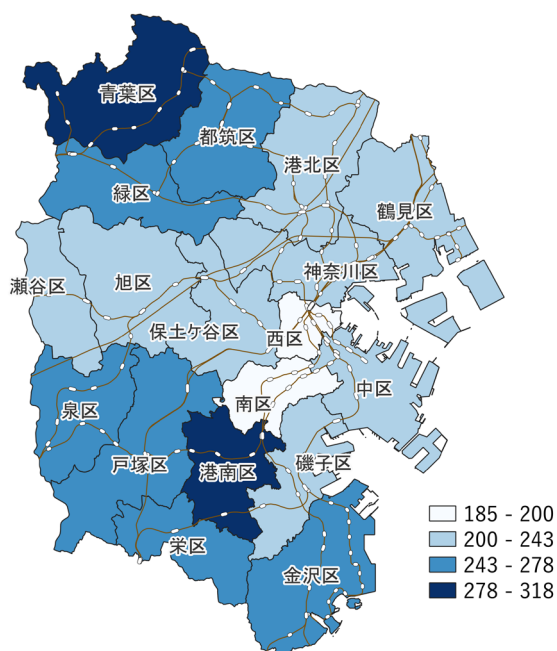 青葉区
都筑区
港北区
緑区
鶴見区
神奈川区
旭区
瀬谷区
保土ケ谷区
西区
中区
南区
泉区
戸塚区
港南区
磯子区
栄区
金沢区
185 - 200
200 - 243
243 - 278
278 - 318